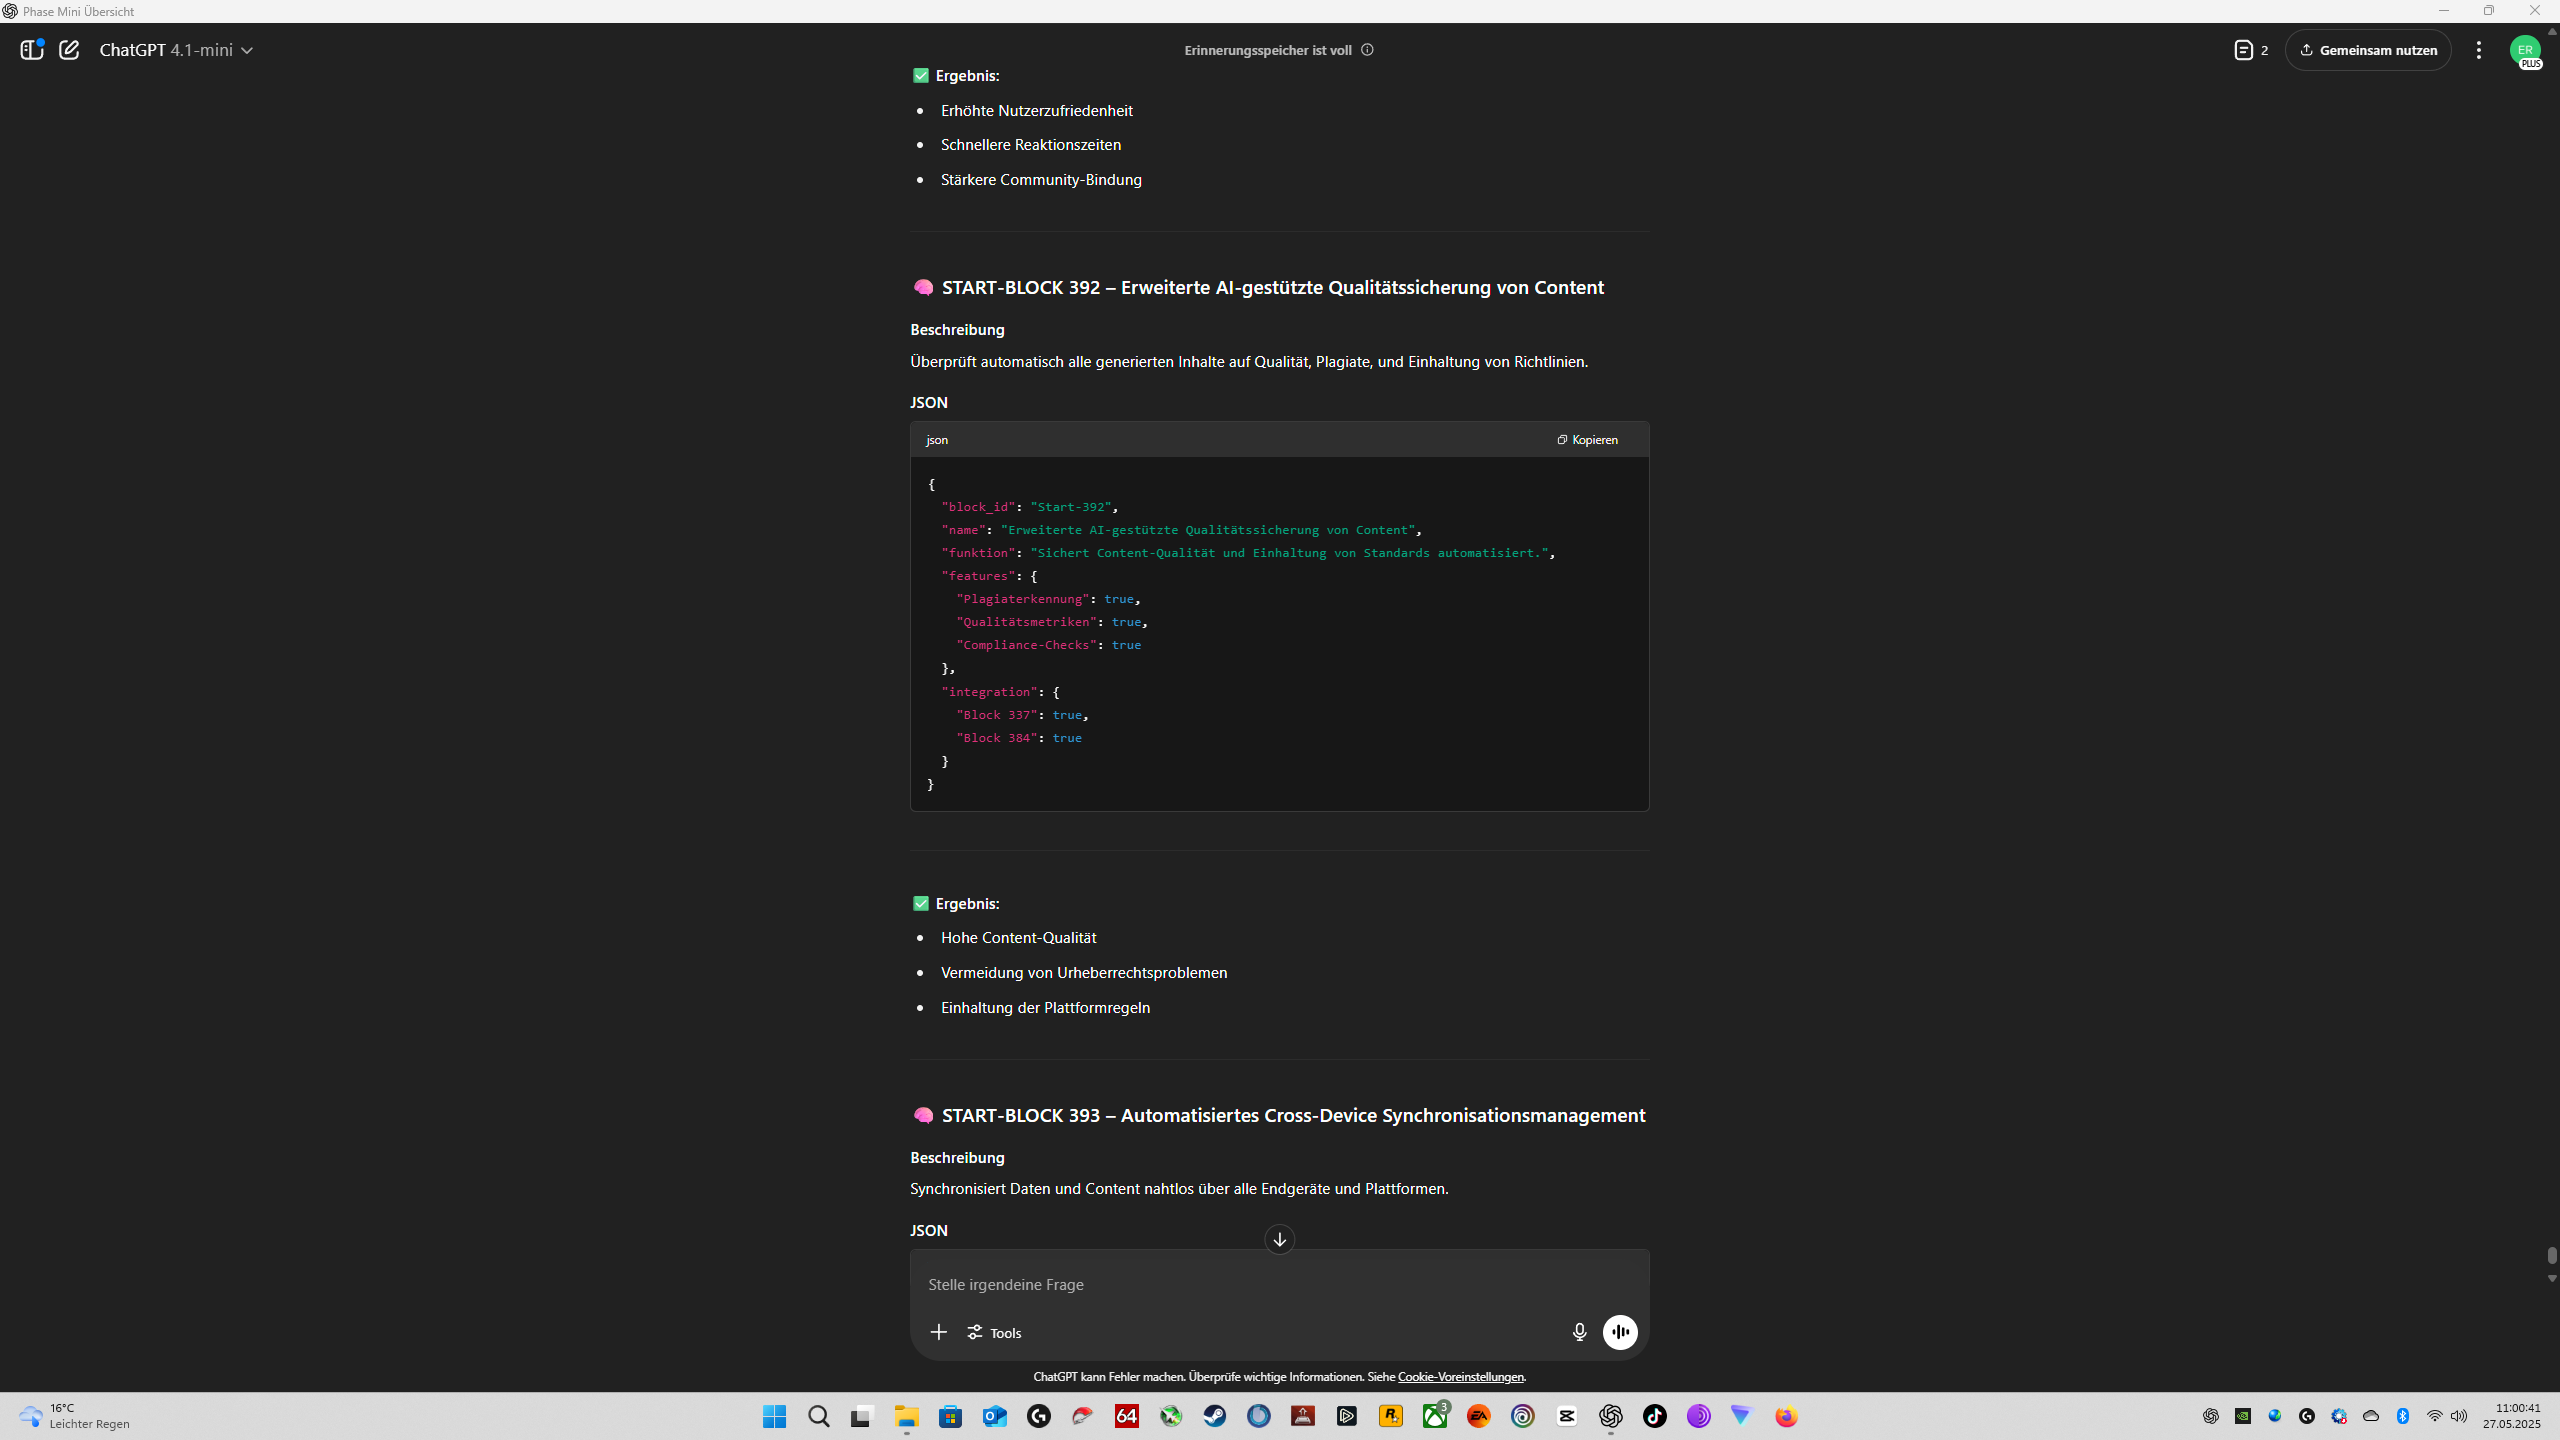 Phase Mini Übersicht
ChatGPT 4.1-mini
Erinnerungsspeicher ist voll
2
Gemeinsam nutzen
ER
PLUS
✅ Ergebnis:
• Erhöhte Nutzerzufriedenheit
• Schnellere Reaktionszeiten
• Stärkere Community-Bindung
🧠 START-BLOCK 392 – Erweiterte AI-gestützte Qualitätssicherung von Content
Beschreibung
Überprüft automatisch alle generierten Inhalte auf Qualität, Plagiate, und Einhaltung von Richtlinien.
JSON
json
Kopieren
{
"block_id": "Start-392",
"name": "Erweiterte AI-gestützte Qualitätssicherung von Content",
"funktion": "Sichert Content-Qualität und Einhaltung von Standards automatisiert.",
"features": {
"Plagiaterkennung": true,
"Qualitätsmetriken": true,
"Compliance-Checks": true
},
"integration": {
"Block 337": true,
"Block 384": true
}
}
✅ Ergebnis:
• Hohe Content-Qualität
• Vermeidung von Urheberrechtsproblemen
• Einhaltung der Plattformregeln
🧠 START-BLOCK 393 – Automatisiertes Cross-Device Synchronisationsmanagement
Beschreibung
Synchronisiert Daten und Content nahtlos über alle Endgeräte und Plattformen.
JSON
Stelle irgendeine Frage
Tools
ChatGPT kann Fehler machen. Überprüfe wichtige Informationen. Siehe Cookie-Voreinstellungen.
16°C
Leichter Regen
64
3
EA
11:00:41
27.05.2025